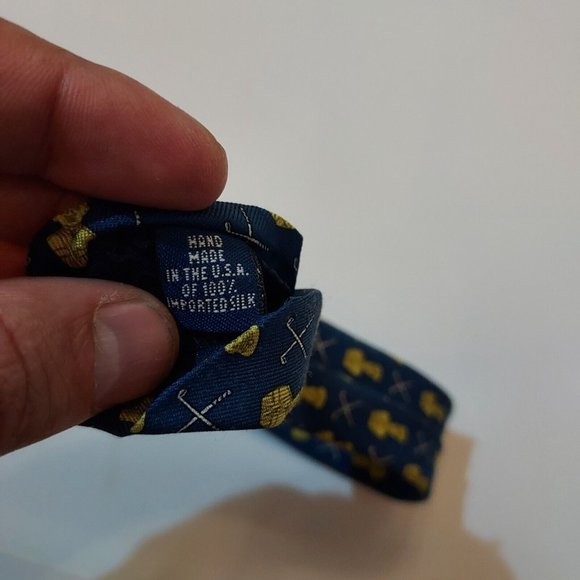 HAND
MADE
IN THE U.S.A.
OF 100%
IMPORTED SILK